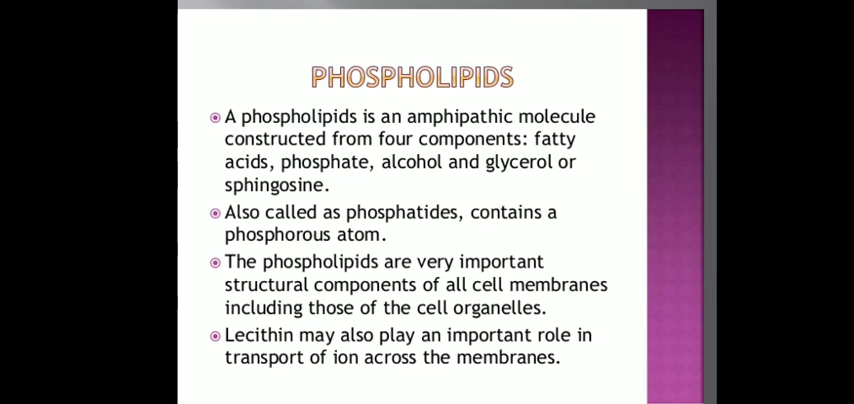 PHOSPHOLIPIDS
A phospholipids is an amphipathic molecule
constructed from four components: fatty
acids, phosphate, alcohol and glycerol or
sphingosine.
Also called as phosphatides, contains a
phosphorous atom.
The phospholipids are very important
structural components of all cell membranes
including those of the cell organelles.
Lecithin may also play an important role in
transport of ion across the membranes.